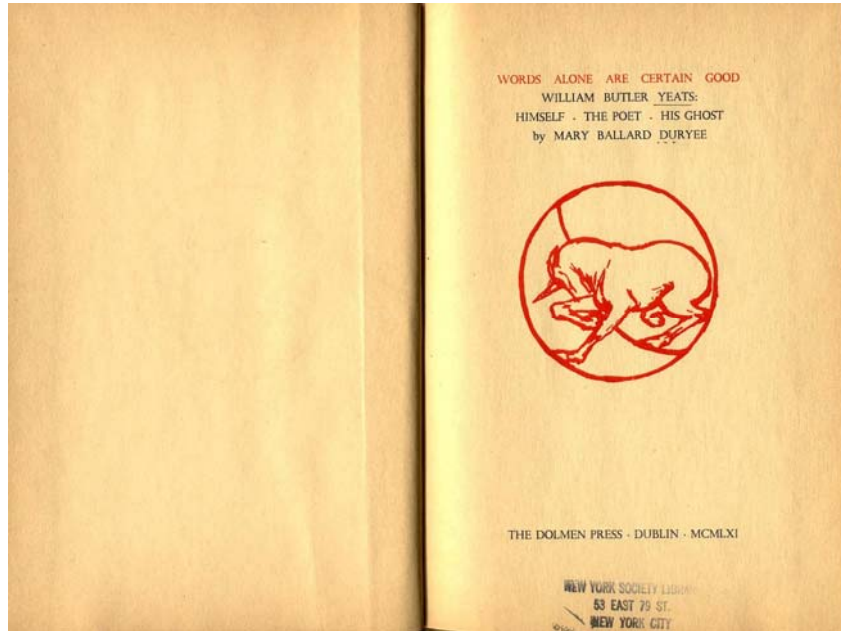 WORDS ALONE ARE CERTAIN GOOD
WILLIAM BUTLER YEATS:
HIMSELF . THE POET . HIS GHOST
by MARY BALLARD DURYEE
THE DOLMEN PRESS · DUBLIN · MCMLXI
NEW YORK SOCIETY
53 EAST 79 ST.
NEW YORK CITY